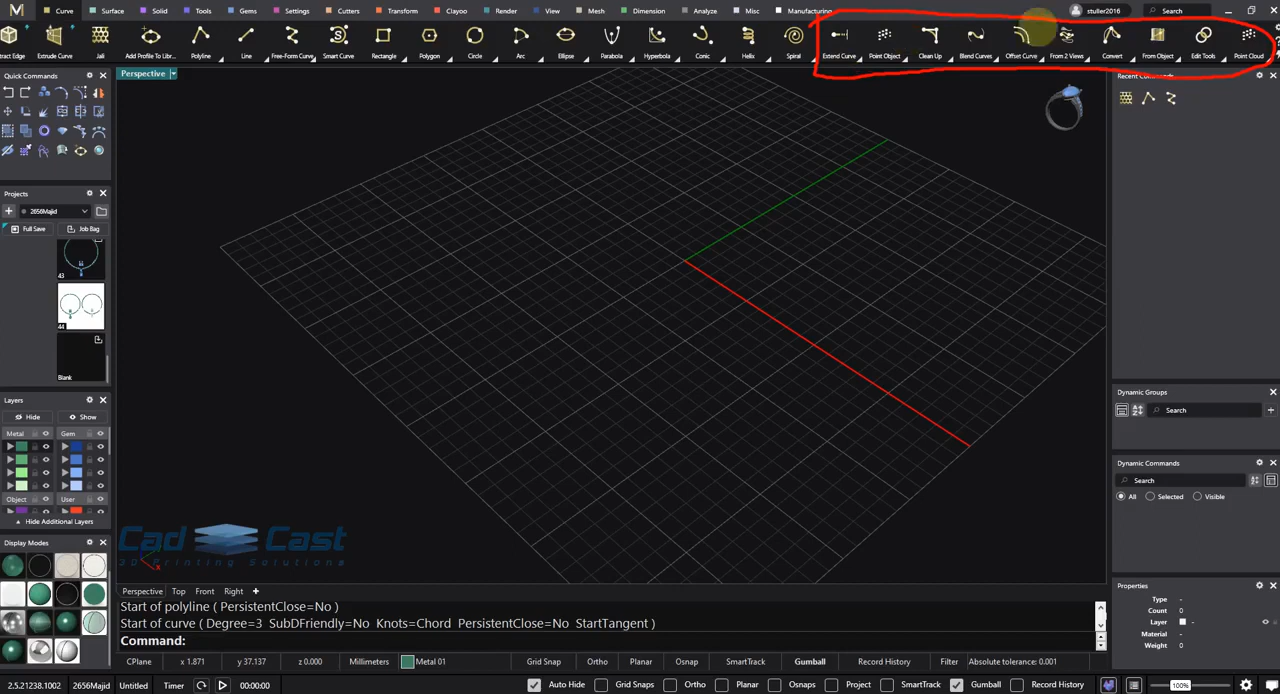 M Curve Surface Solid Tools Gems Settings Cutters Transform Clayoo Render View Mesh Dimension Analyze Misc Manufacturing stuller2016 Search
tract Edge Extrude Curve Jali Add Profile To Libr... Polyline Line Free-Form Curve Smart Curve Rectangle Polygon Circle Arc Ellipse Parabola Hyperbola Conic Helix Spiral Extend Curve Point Object Clean Up Blend Curves Offset Curve From 2 Views Convert From Object Edit Tools Point Cloud
Quick Commands
Perspective
Recent Commands
Projects
2656Majid
Full Save Job Bag
43
44
Blank
Layers
Hide Show
Metal Gem
Object User
Hide Additional Layers
Display Modes
Cad Cast
3D Printing Solutions
x
Dynamic Groups
Search
Dynamic Commands
Search
All Selected Visible
Properties
Type -
Count 0
Layer -
Material -
Weight 0
Perspective Top Front Right
Start of polyline ( PersistentClose=No )
Start of curve ( Degree=3 SubDFriendly=No Knots=Chord PersistentClose=No StartTangent )
Command:
CPlane x 1.871 y 37.137 z 0.000 Millimeters Metal 01 Grid Snap Ortho Planar Osnap SmartTrack Gumball Record History Filter Absolute tolerance: 0.001
2.5.21238.1002 2656Majid Untitled Timer 00:00:00 Auto Hide Grid Snaps Ortho Planar Osnaps Project SmartTrack Gumball Record History 100%